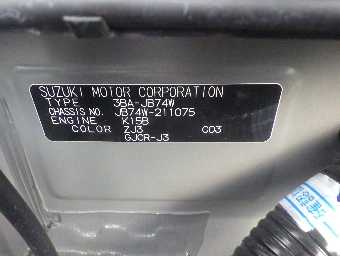 SUZUKI MOTOR CORPORATION
TYPE 3BA-JB74W
CHASSIS NO. JB74W-211075
ENGINE K15B
COLOR ZJ3 C03
GJCR-J3